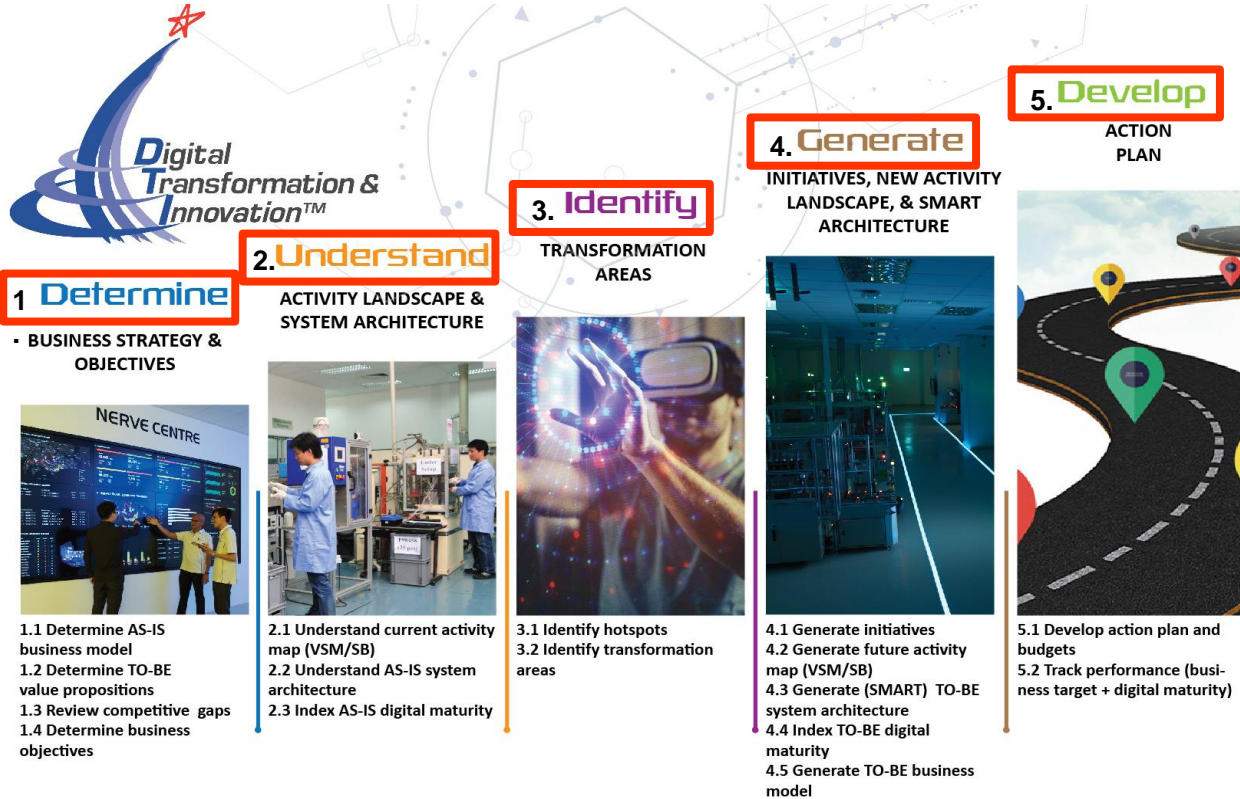 Digital
Transformation &
Innovation™
1 Determine
▪ BUSINESS STRATEGY &
OBJECTIVES
NERVE CENTRE
1.1 Determine AS-IS
business model
1.2 Determine TO-BE
value propositions
1.3 Review competitive gaps
1.4 Determine business
objectives
2.Understand
ACTIVITY LANDSCAPE &
SYSTEM ARCHITECTURE
Under
Setup
2.1 Understand current activity
map (VSM/SB)
2.2 Understand AS-IS system
architecture
2.3 Index AS-IS digital maturity
3. Identify
TRANSFORMATION
AREAS
3.1 Identify hotspots
3.2 Identify transformation
areas
4. Generate
INITIATIVES, NEW ACTIVITY
LANDSCAPE, & SMART
ARCHITECTURE
4.1 Generate initiatives
4.2 Generate future activity
map (VSM/SB)
4.3 Generate (SMART) TO-BE
system architecture
4.4 Index TO-BE digital
maturity
4.5 Generate TO-BE business
model
5. Develop
ACTION
PLAN
5.1 Develop action plan and
budgets
5.2 Track performance (busi-
ness target + digital maturity)